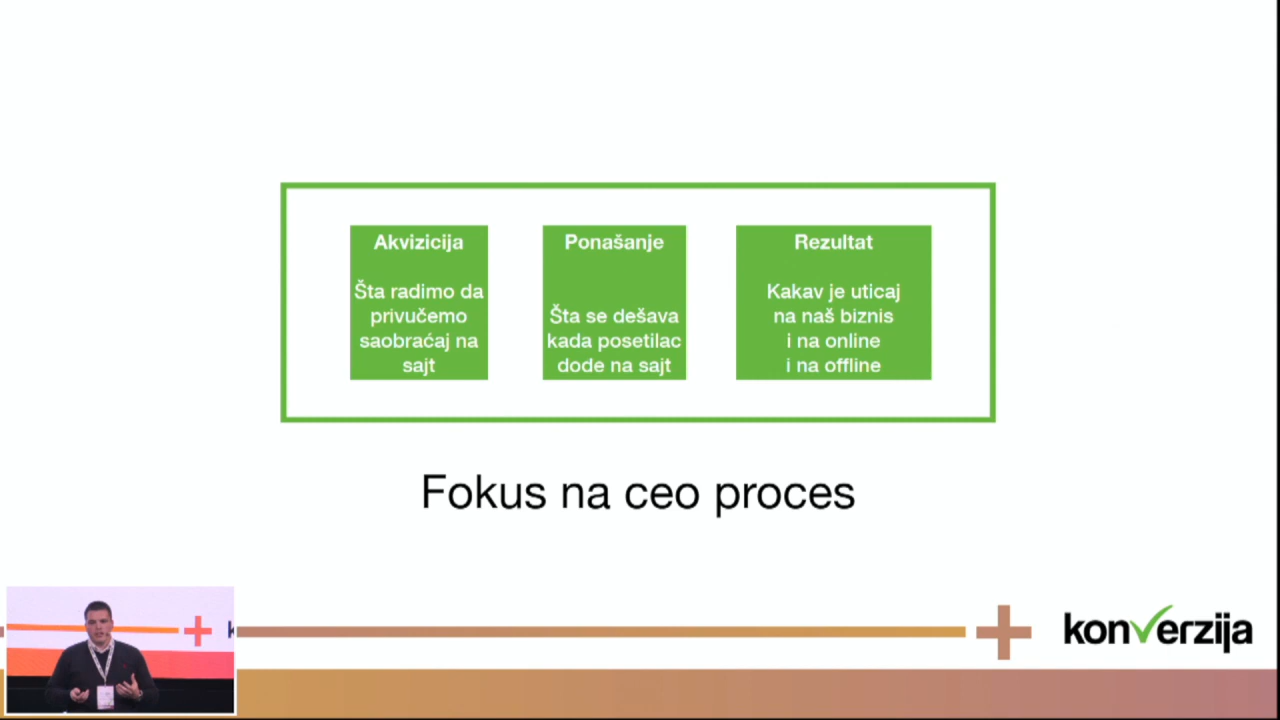 Akvizicija
Šta radimo da
privučemo
saobraćaj na
sajt
Ponašanje
Šta se dešava
kada posetilac
dode na sajt
Rezultat
Kakav je uticaj
na naš biznis
i na online
i na offline
Fokus na ceo proces
konverzija